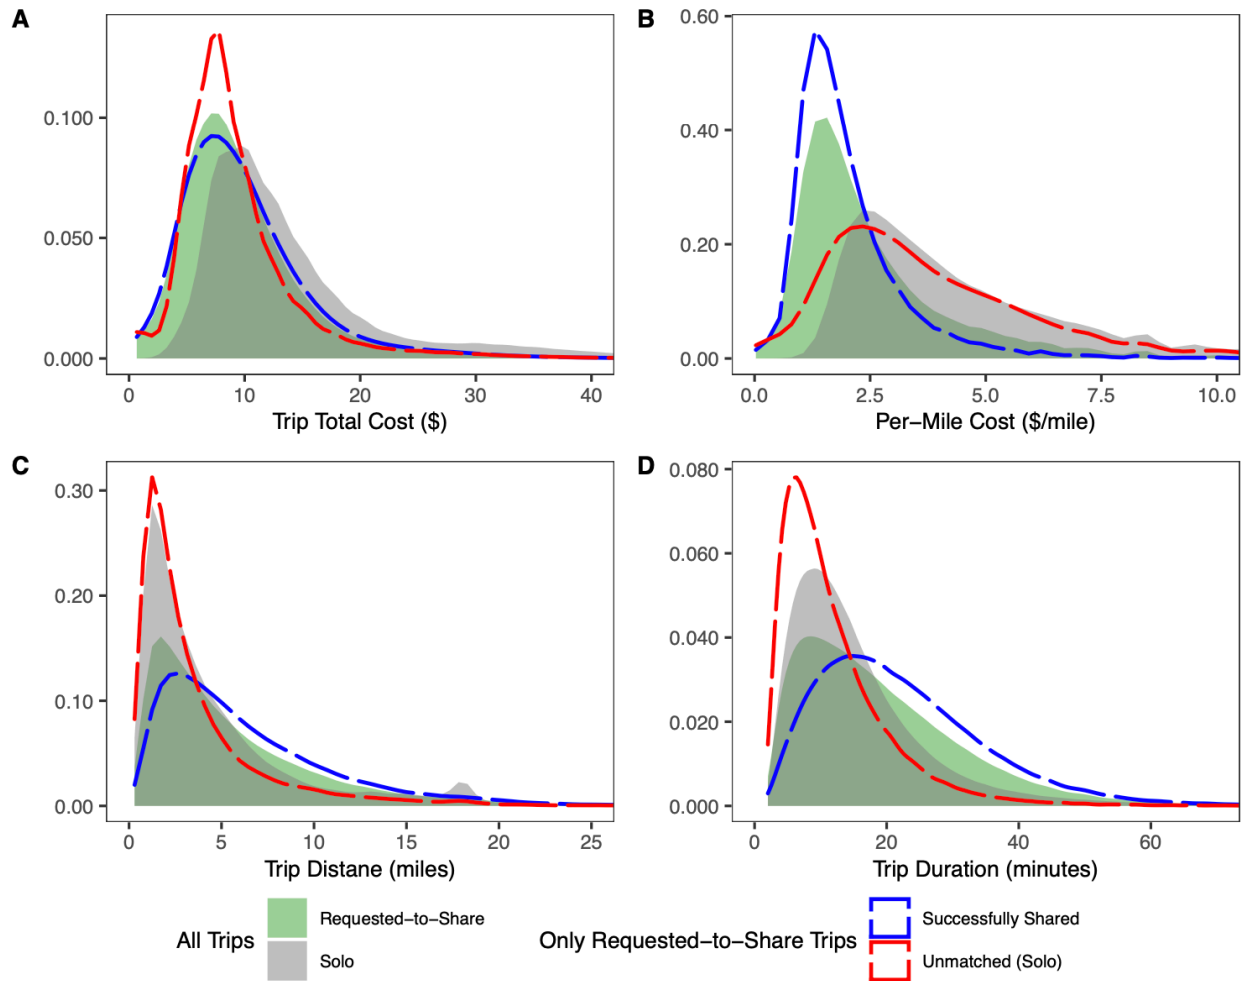 A
0.100
0.050
0.000
0
10
20
30
40
Trip Total Cost ($)
B
0.60
0.40
0.20
0.00
0.0
2.5
5.0
7.5
10.0
Per-Mile Cost ($/mile)
C
0.30
0.20
0.10
0.00
0
5
10
15
20
25
Trip Distane (miles)
D
0.080
0.060
0.040
0.020
0.000
0
20
40
60
Trip Duration (minutes)
All Trips
Requested-to-Share
Solo
Only Requested-to-Share Trips
Successfully Shared
Unmatched (Solo)